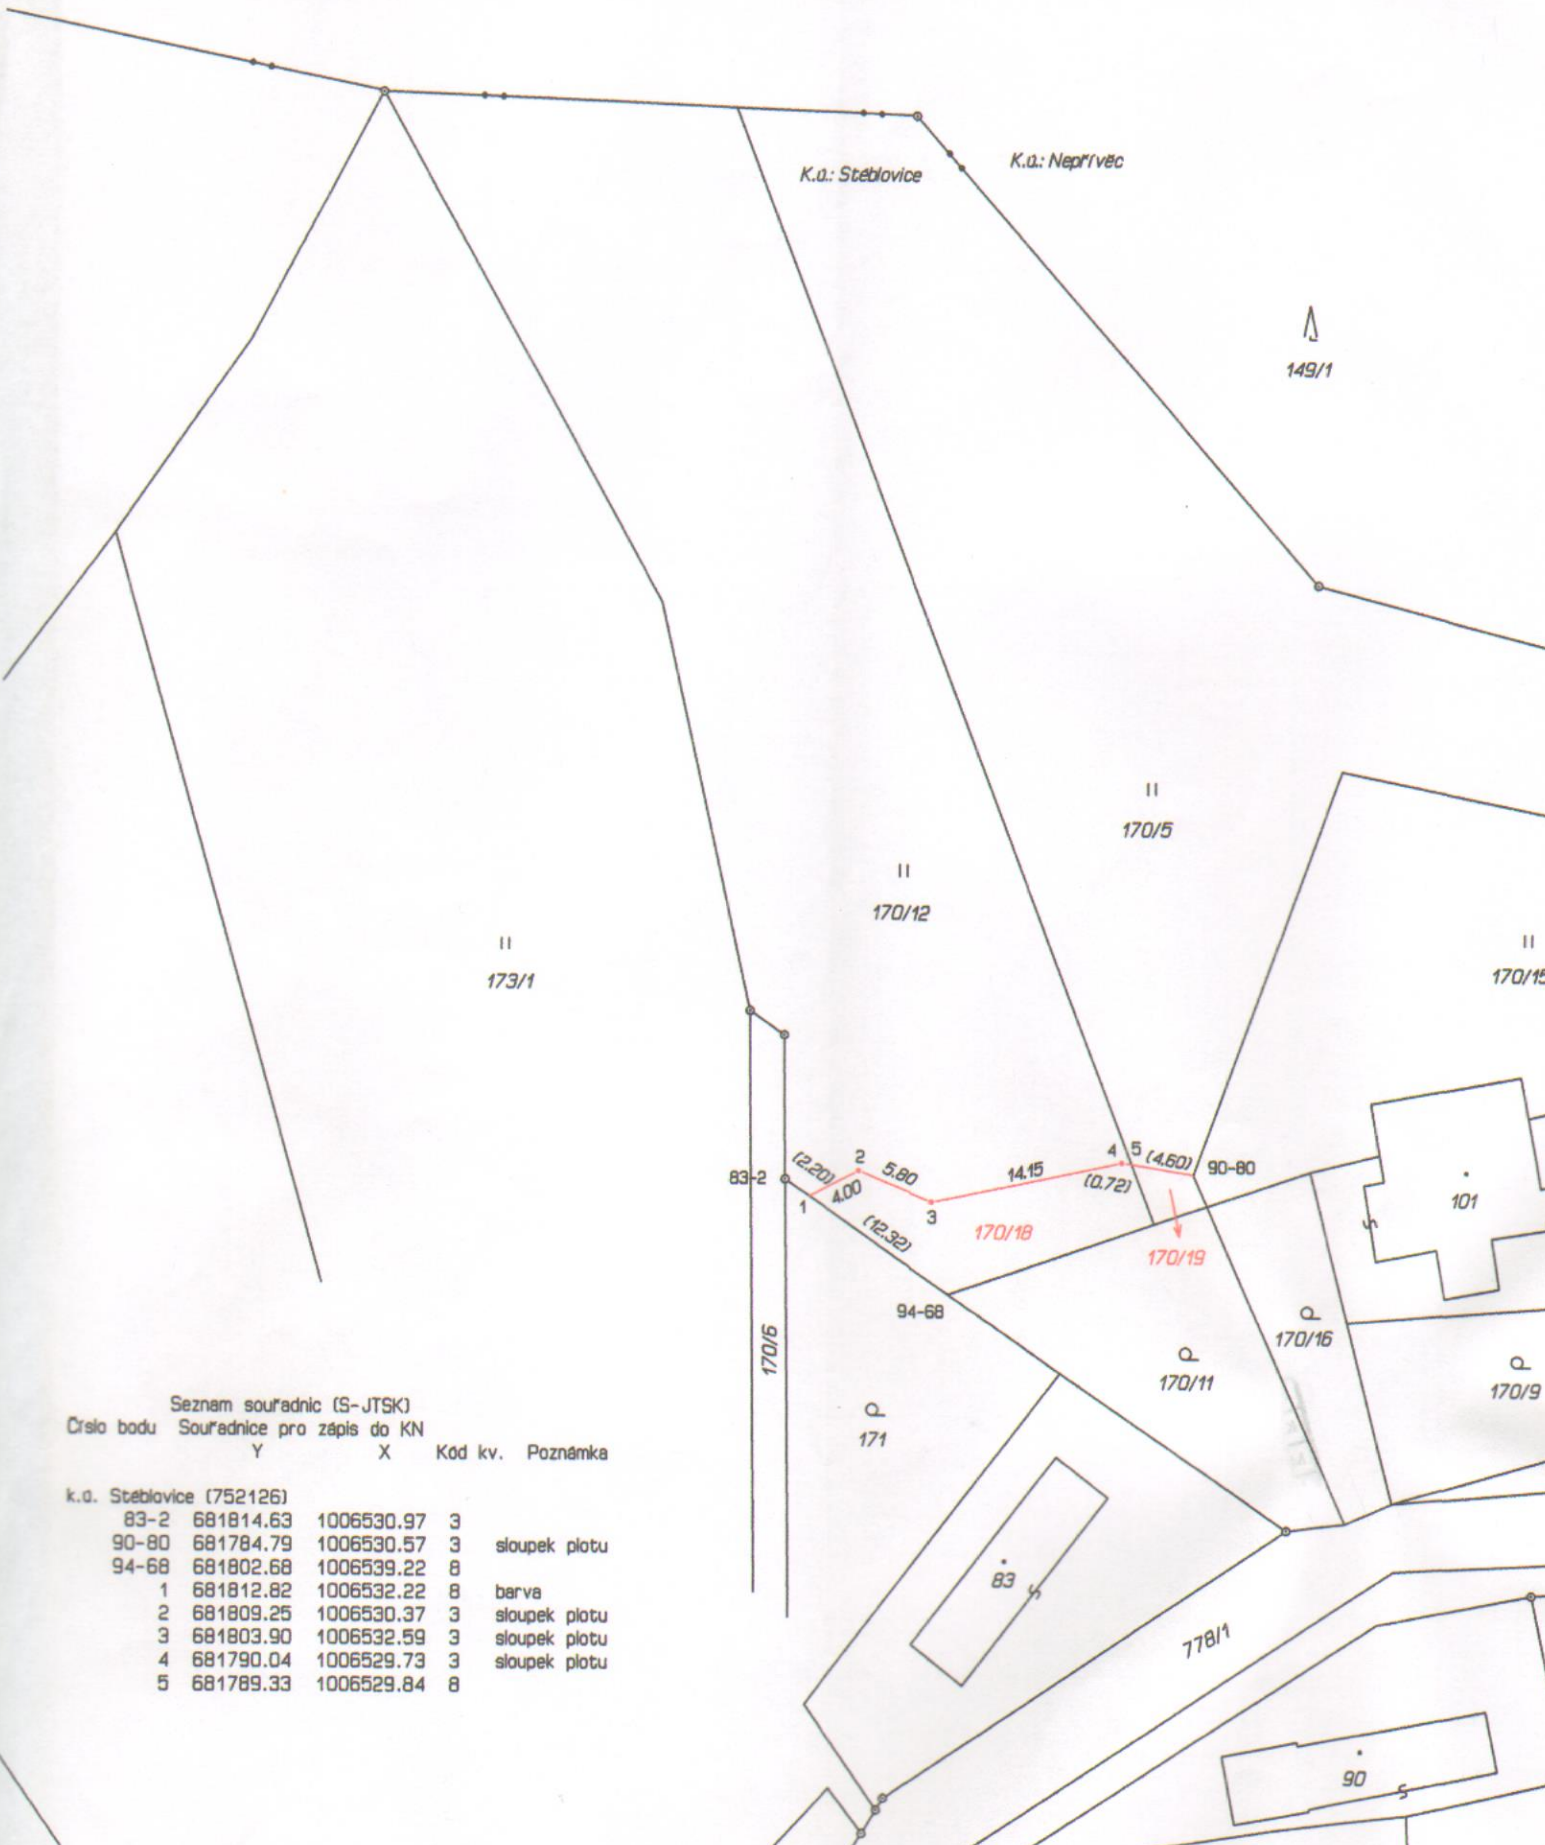 K.ú.: Stéblovice
K.ú.: Nepřívěc
149/1
II
170/5
II
170/12
II
170/15
II
173/1
83-2
(2.20)
2
5.80
4.00
1
3
14.15
4
5
(4.60)
(0.72)
90-80
101
(12.32)
170/18
170/19
94-68
170/6
170/16
170/11
170/9
171
Seznam souřadnic (S-JTSK)
Číslo bodu Souřadnice pro zápis do KN
Y X Kód kv. Poznámka
k.ú. Stéblovice (752126)
83-2 681814.63 1006530.97 3
90-80 681784.79 1006530.57 3 sloupek plotu
94-68 681802.68 1006539.22 8
1 681812.82 1006532.22 8 barva
2 681809.25 1006530.37 3 sloupek plotu
3 681803.90 1006532.59 3 sloupek plotu
4 681790.04 1006529.73 3 sloupek plotu
5 681789.33 1006529.84 8
83
778/1
90